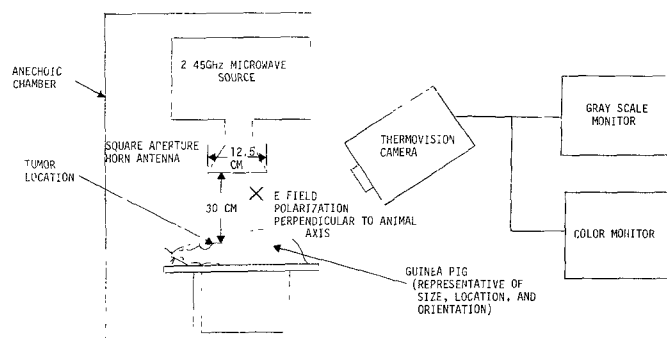 2 45Ghz MICROWAVE
SOURCE
ANECHOIC
CHAMBER
SQUARE APERTURE
HORN ANTENNA
12.5
CM
TUMOR
LOCATION
30 CM
E FIELD
POLARIZATION
PERPENDICULAR TO ANIMAL
AXIS
THERMOVISION
CAMERA
GRAY SCALE
MONITOR
COLOR MONITOR
GUINEA PIG
(REPRESENTATIVE OF
SIZE, LOCATION, AND
ORIENTATION)